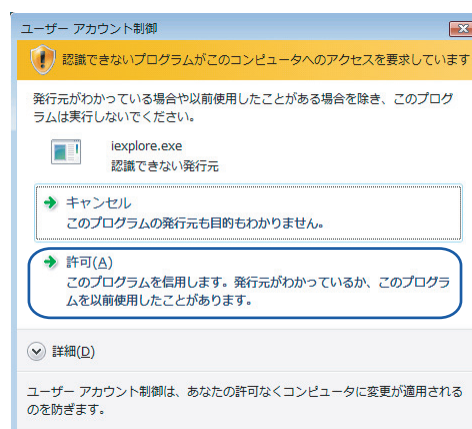 ユーザー アカウント制御
認識できないプログラムがこのコンピュータへのアクセスを要求しています
発行元がわかっている場合や以前使用したことがある場合を除き、このプログ
ラムは実行しないでください。
iexplore.exe
認識できない発行元
キャンセル
このプログラムの発行元も目的もわかりません。
許可(A)
このプログラムを信用します。発行元がわかっているか、このプログラ
ムを以前使用したことがあります。
詳細(D)
ユーザー アカウント制御は、あなたの許可なくコンピュータに変更が適用される
のを防ぎます。